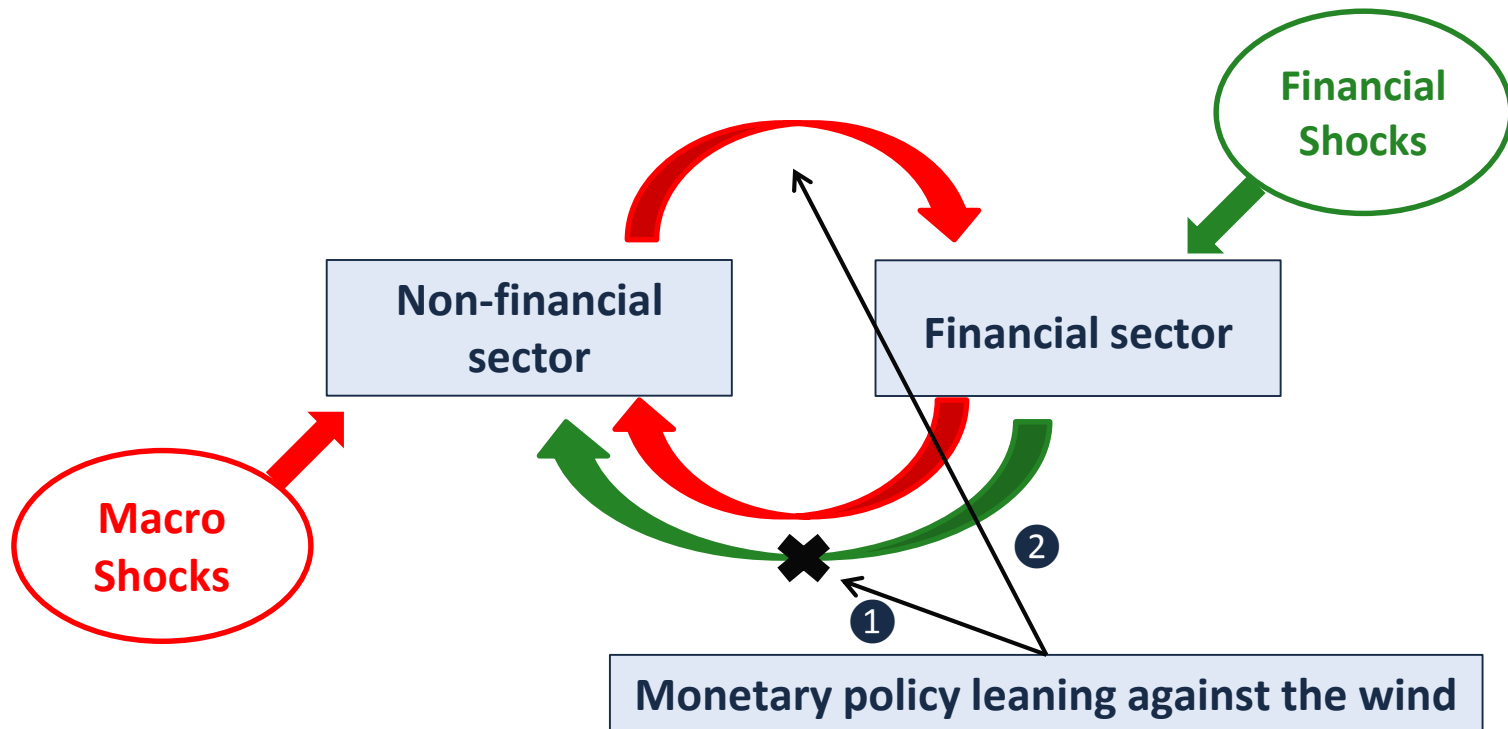 Financial
Shocks
Non-financial
sector
Financial sector
Macro
Shocks
2
1
Monetary policy leaning against the wind